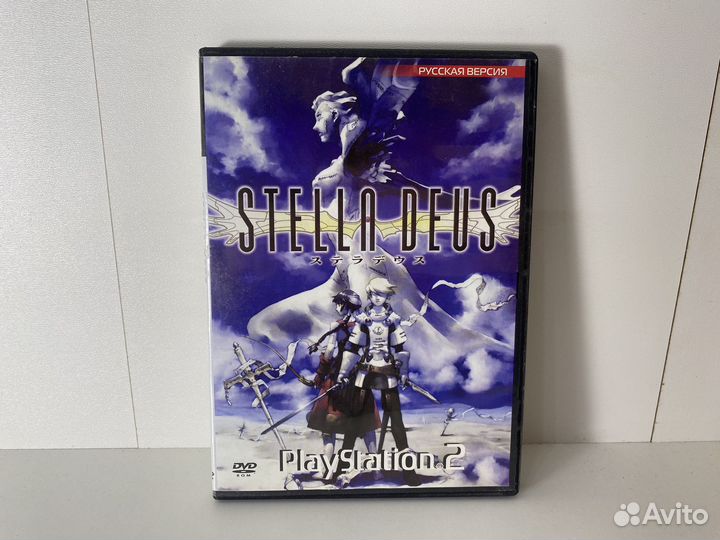 РУССКАЯ ВЕРСИЯ
STELLA DEUS
ステラデウス
DVD
ROM
PlayStation.2
Avito